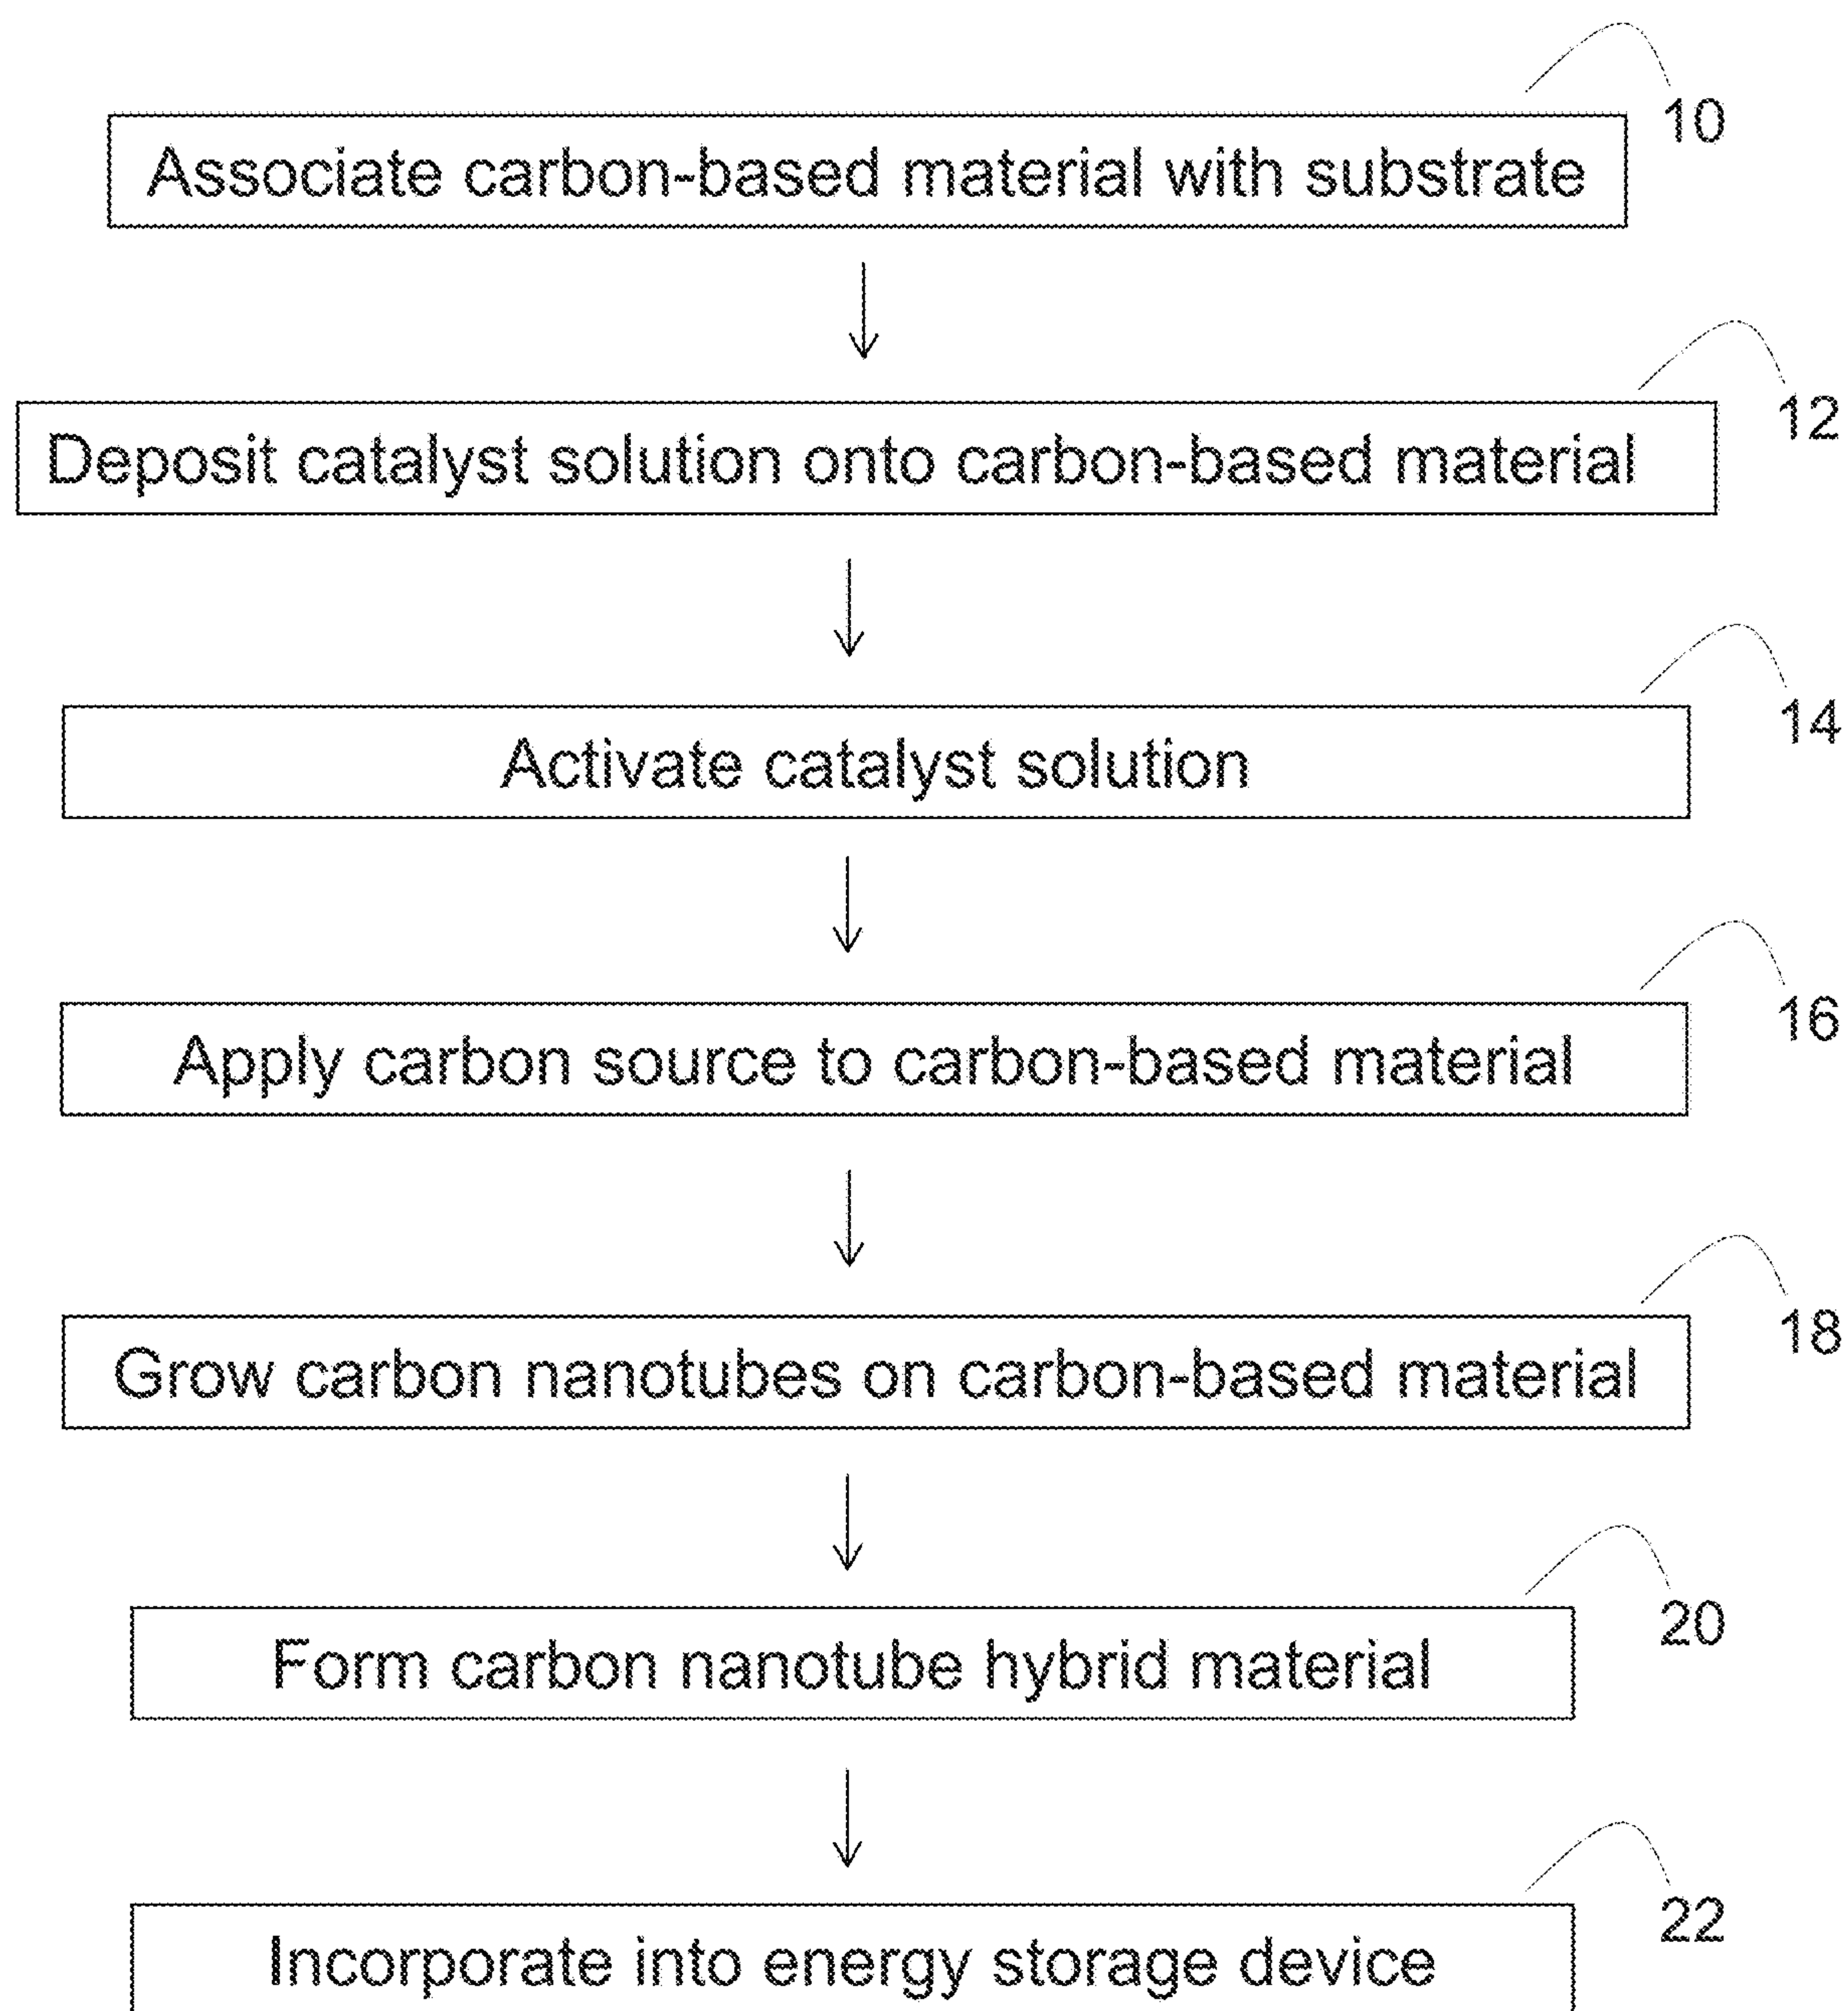 10
Associate carbon-based material with substrate
12
Deposit catalyst solution onto carbon-based material
14
Activate catalyst solution
16
Apply carbon source to carbon-based material
18
Grow carbon nanotubes on carbon-based material
20
Form carbon nanotube hybrid material
22
Incorporate into energy storage device